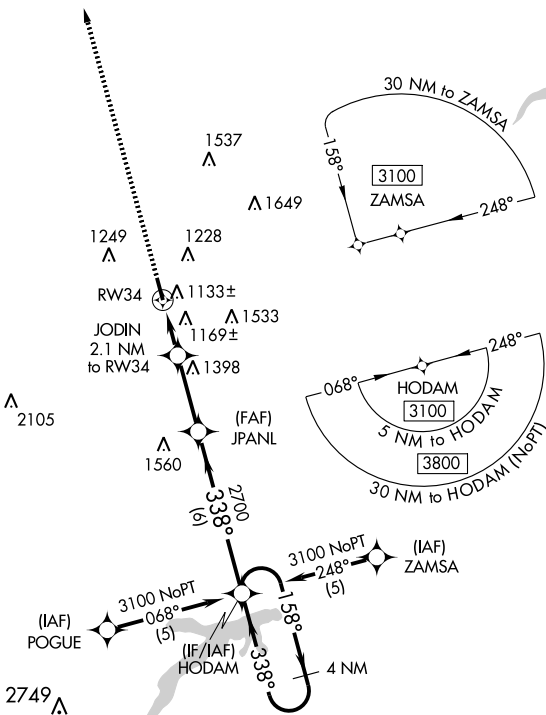 30 NM to ZAMSA
158°
3100
ZAMSA
248°
1537
1649
1249
1228
RW34
1133±
1533
JODIN
2.1 NM
to RW34
1169±
1398
248°
068°
HODAM
3100
5 NM to HODAM
3800
30 NM to HODAM (NoPT)
2105
(FAF)
JPANL
1560
2700
338°
(6)
3100 NoPT
248°
(5)
(IAF)
ZAMSA
3100 NoPT
068°
(5)
(IAF)
POGUE
(IF/IAF)
HODAM
158°
338°
4 NM
2749